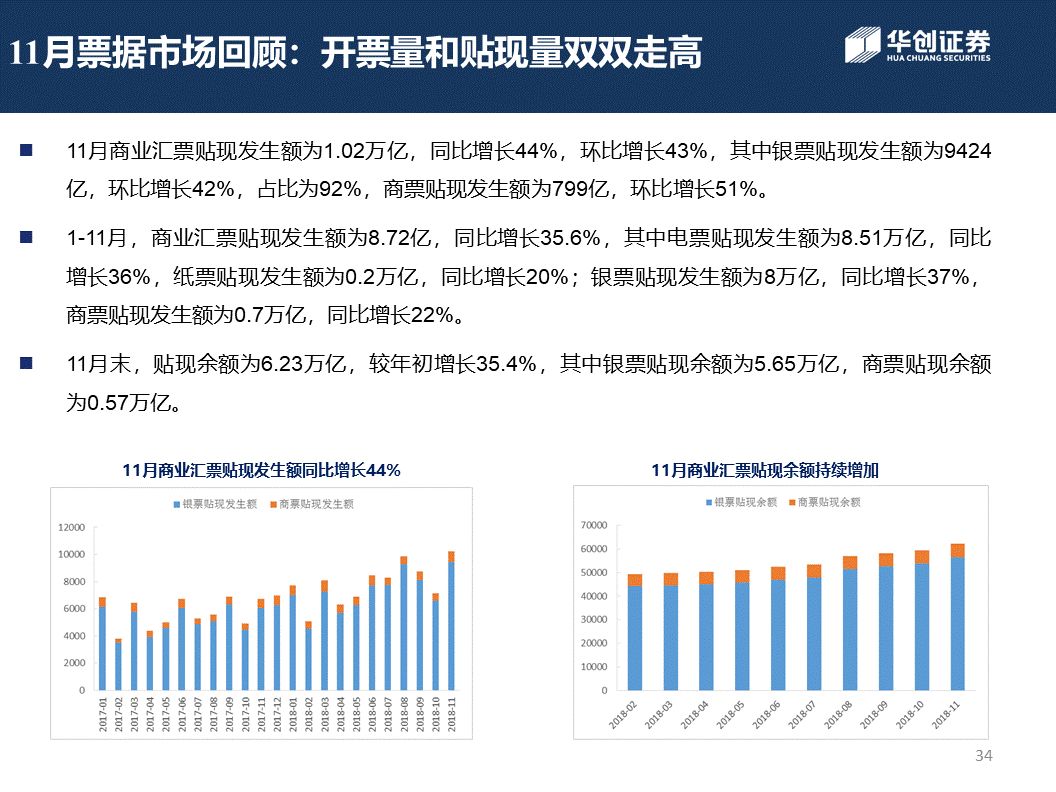 11月票据市场回顾：开票量和贴现量双双走高
华创证券
HUA CHUANG SECURITIES
11月商业汇票贴现发生额为1.02万亿，同比增长44%，环比增长43%，其中银票贴现发生额为9424
亿，环比增长42%，占比为92%，商票贴现发生额为799亿，环比增长51%。
1-11月，商业汇票贴现发生额为8.72亿，同比增长35.6%，其中电票贴现发生额为8.51万亿，同比
增长36%，纸票贴现发生额为0.2万亿，同比增长20%；银票贴现发生额为8万亿，同比增长37%，
商票贴现发生额为0.7万亿，同比增长22%。
11月末，贴现余额为6.23万亿，较年初增长35.4%，其中银票贴现余额为5.65万亿，商票贴现余额
为0.57万亿。
11月商业汇票贴现发生额同比增长44%
银票贴现发生额 商票贴现发生额
12000
10000
8000
6000
4000
2000
0
2017-01 2017-02 2017-03 2017-04 2017-05 2017-06 2017-07 2017-08 2017-09 2017-10 2017-11 2017-12 2018-01 2018-02 2018-03 2018-04 2018-05 2018-06 2018-07 2018-08 2018-09 2018-10 2018-11
11月商业汇票贴现余额持续增加
银票贴现余额 商票贴现余额
70000
60000
50000
40000
30000
20000
10000
0
2018-02 2018-03 2018-04 2018-05 2018-06 2018-07 2018-08 2018-09 2018-10 2018-11
34